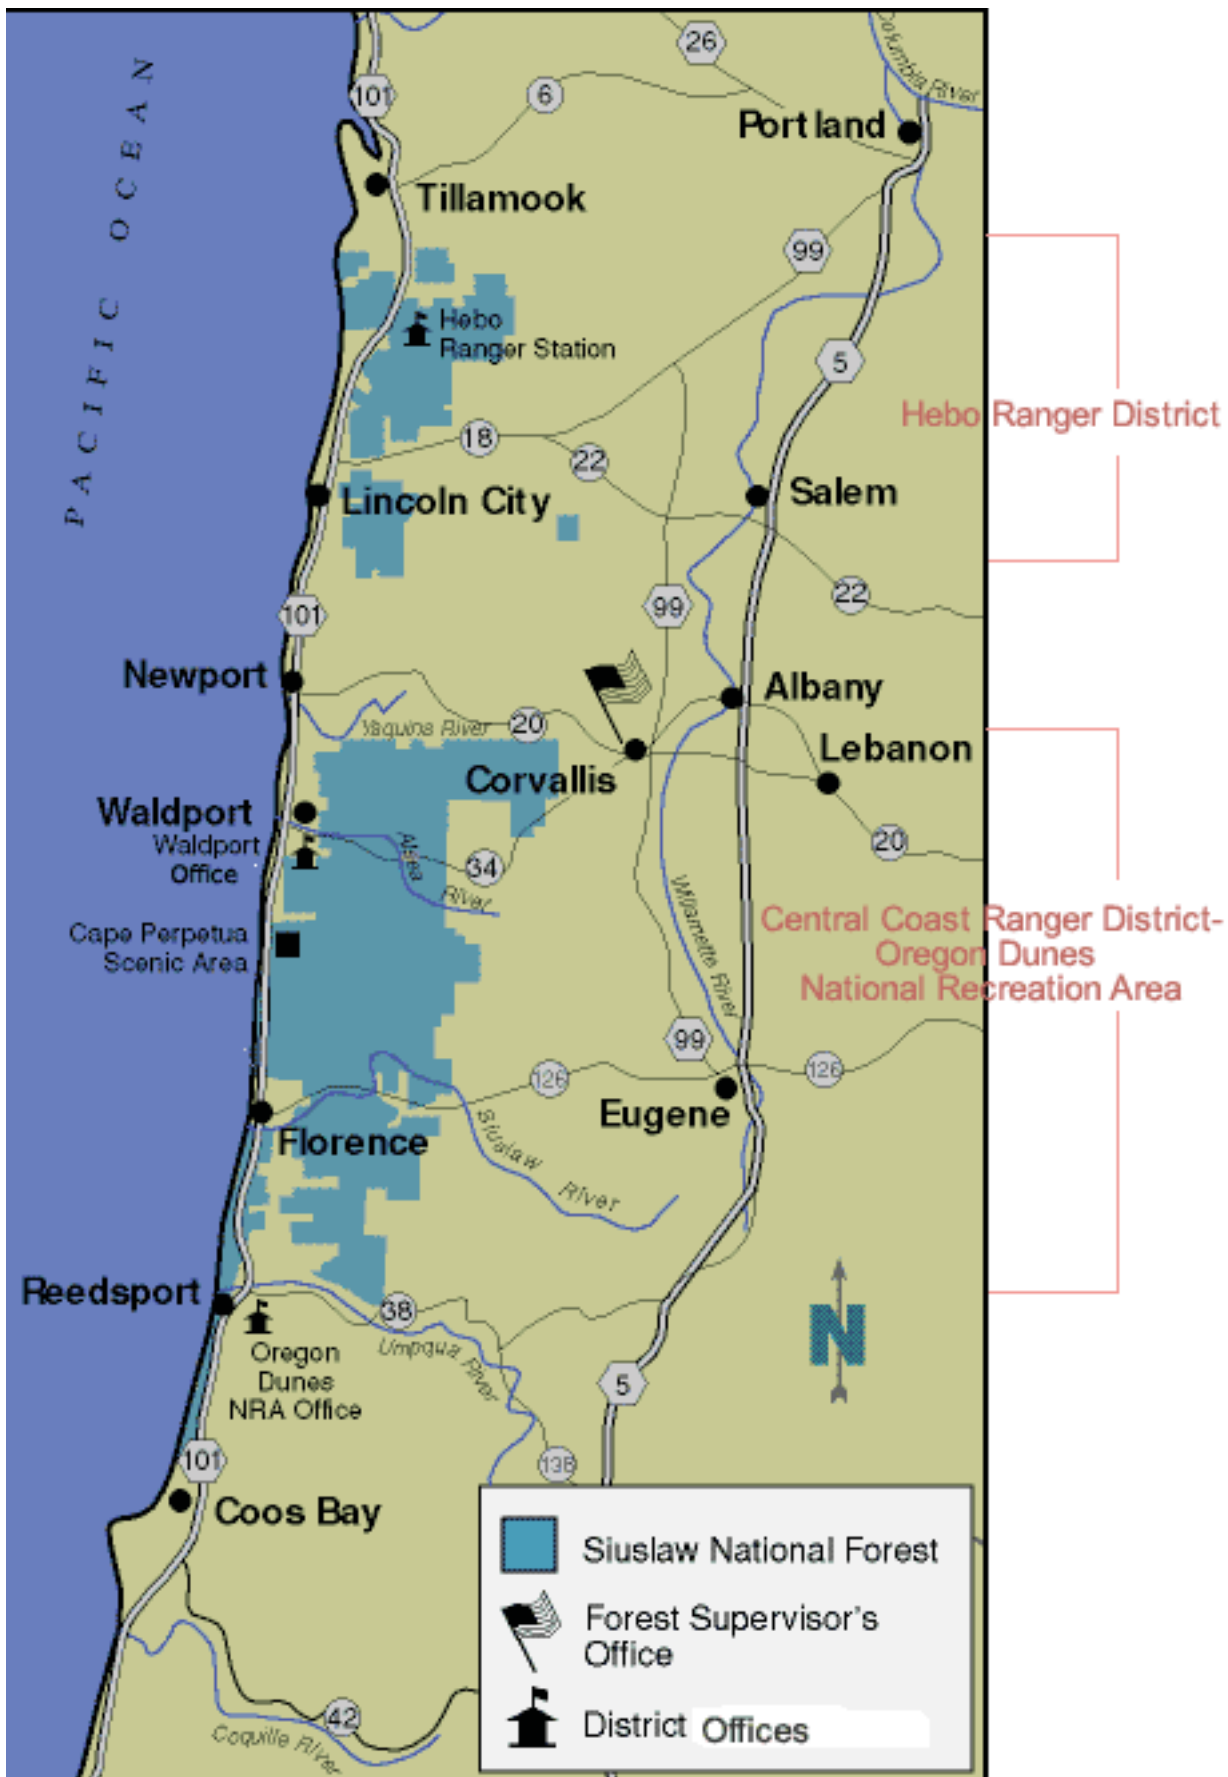 26
Columbia River
101
6
Portland
PACIFIC OCEAN
Tillamook
99
Hebo
Ranger Station
5
Hebo Ranger District
18
22
Lincoln City
Salem
22
101
99
Newport
Albany
Yaquina River
20
Lebanon
Corvallis
Waldport
Waldport
Office
Alsea
River
34
20
Willamette River
Cape Perpetua
Scenic Area
Central Coast Ranger District-
Oregon Dunes
National Recreation Area
99
126
126
Eugene
Florence
Siuslaw
River
Reedsport
38
Umpqua River
N
Oregon
Dunes
NRA Office
5
101
138
Coos Bay
Siuslaw National Forest
Forest Supervisor's
Office
42
Coquille River
District Offices